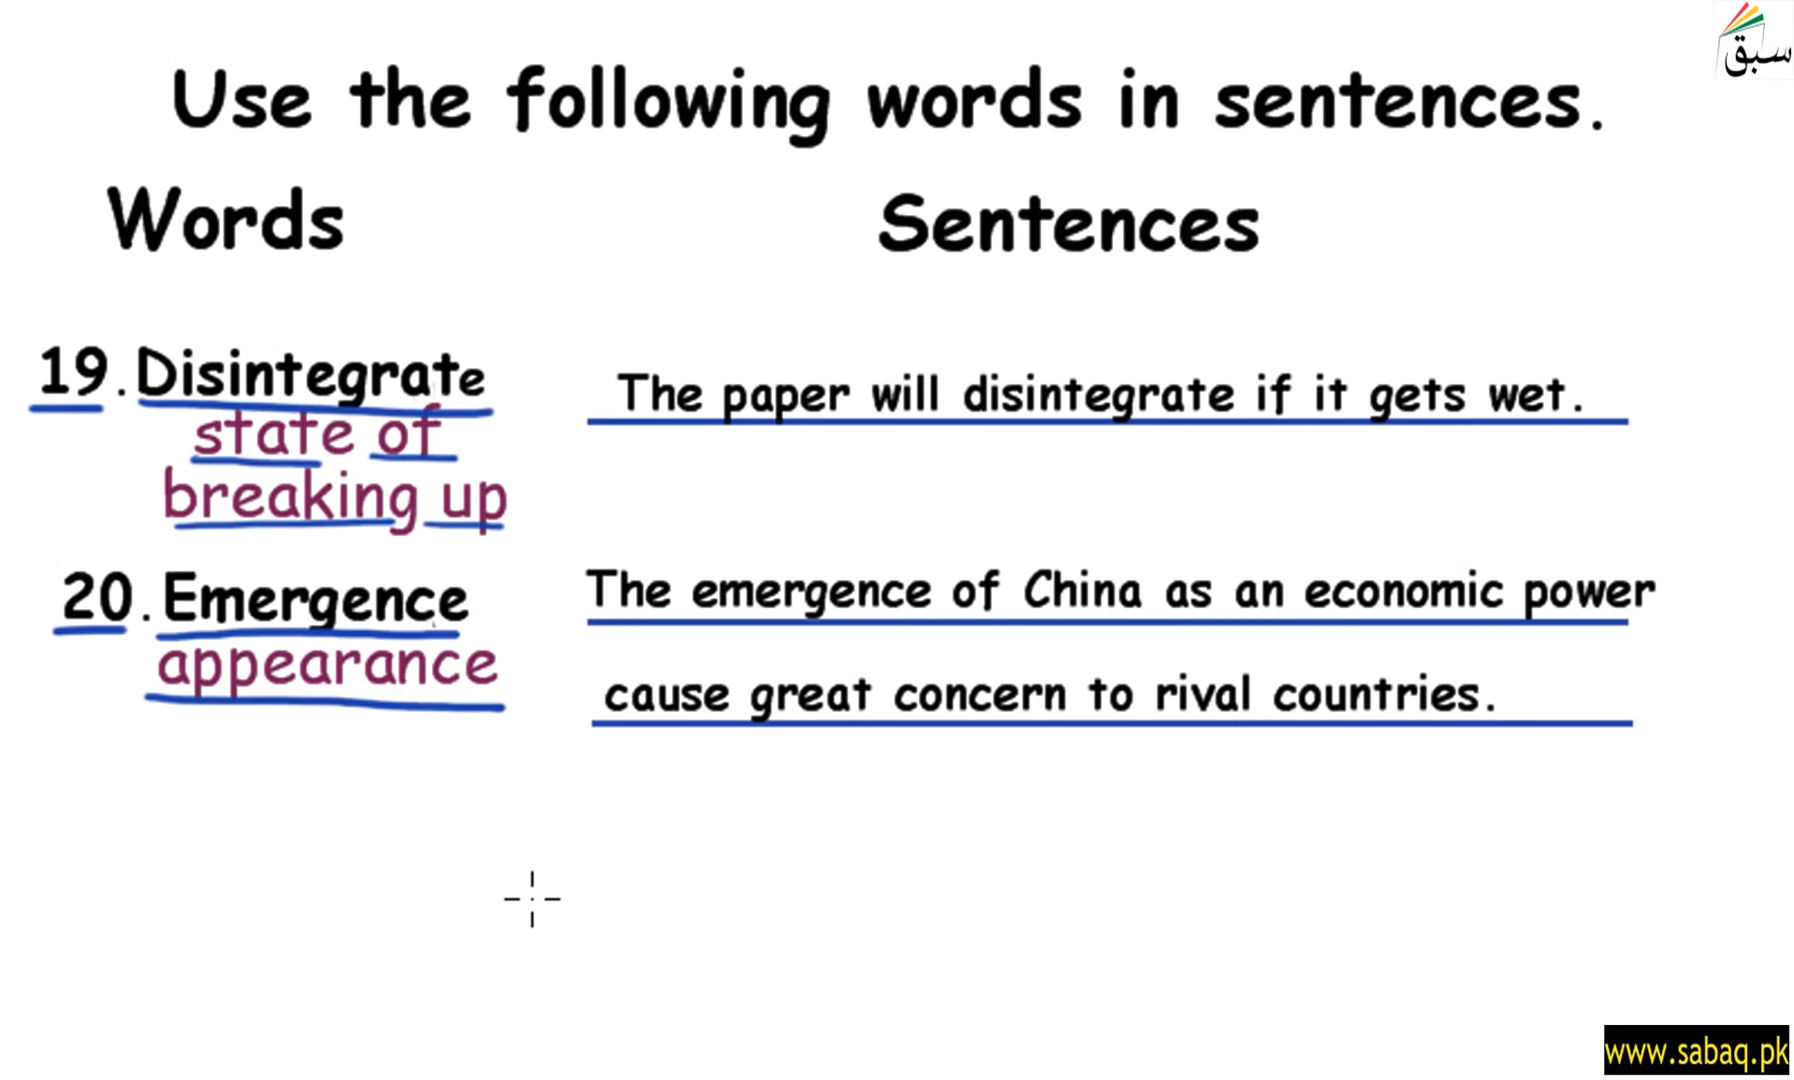 سبق
Use the following words in sentences.
Words Sentences
19. Disintegrate The paper will disintegrate if it gets wet.
state of
breaking up
20. Emergence The emergence of China as an economic power
appearance cause great concern to rival countries.
www.sabaq.pk